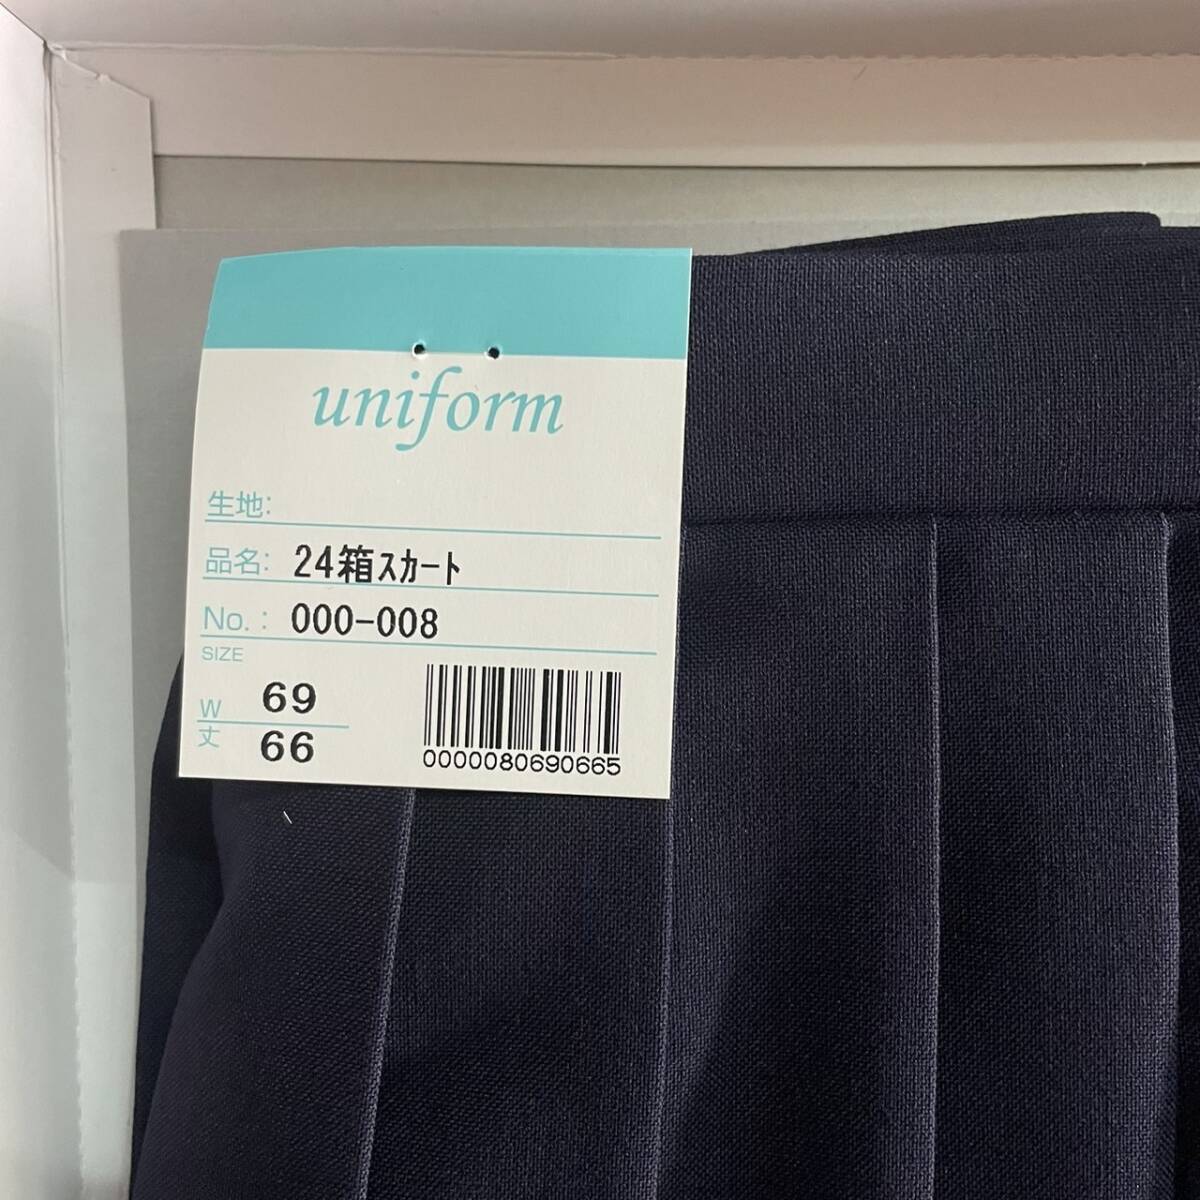 uniform
生地:
品名: 24箱スカート
No. : 000-008
SIZE
W 69
丈 66
0000080690665